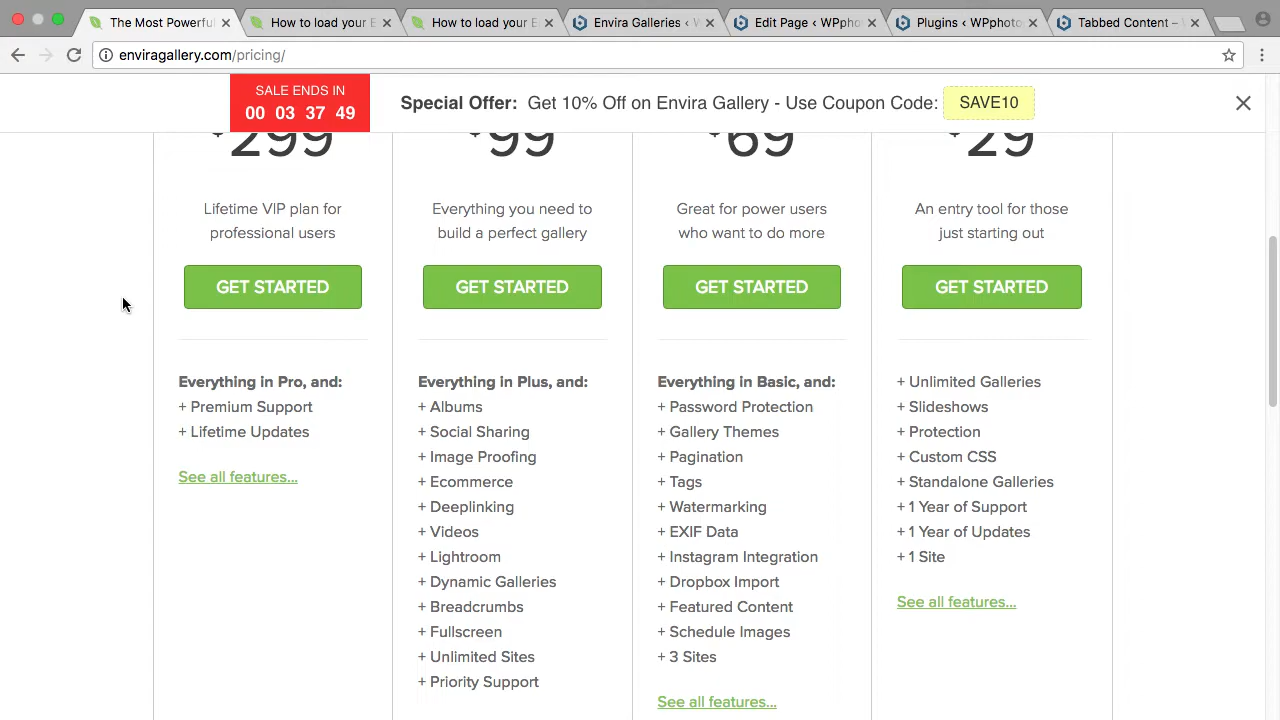 The Most Powerful
How to load your E
How to load your E
Envira Galleries ‹ W
Edit Page ‹ WPpho
Plugins ‹ WPphoto
Tabbed Content –
enviragallery.com/pricing/
SALE ENDS IN
00 03 37 49
Special Offer: Get 10% Off on Envira Gallery - Use Coupon Code: SAVE10
$299
Lifetime VIP plan for
professional users
GET STARTED
Everything in Pro, and:
+ Premium Support
+ Lifetime Updates
See all features...
$99
Everything you need to
build a perfect gallery
GET STARTED
Everything in Plus, and:
+ Albums
+ Social Sharing
+ Image Proofing
+ Ecommerce
+ Deeplinking
+ Videos
+ Lightroom
+ Dynamic Galleries
+ Breadcrumbs
+ Fullscreen
+ Unlimited Sites
+ Priority Support
$69
Great for power users
who want to do more
GET STARTED
Everything in Basic, and:
+ Password Protection
+ Gallery Themes
+ Pagination
+ Tags
+ Watermarking
+ EXIF Data
+ Instagram Integration
+ Dropbox Import
+ Featured Content
+ Schedule Images
+ 3 Sites
See all features...
$29
An entry tool for those
just starting out
GET STARTED
+ Unlimited Galleries
+ Slideshows
+ Protection
+ Custom CSS
+ Standalone Galleries
+ 1 Year of Support
+ 1 Year of Updates
+ 1 Site
See all features...